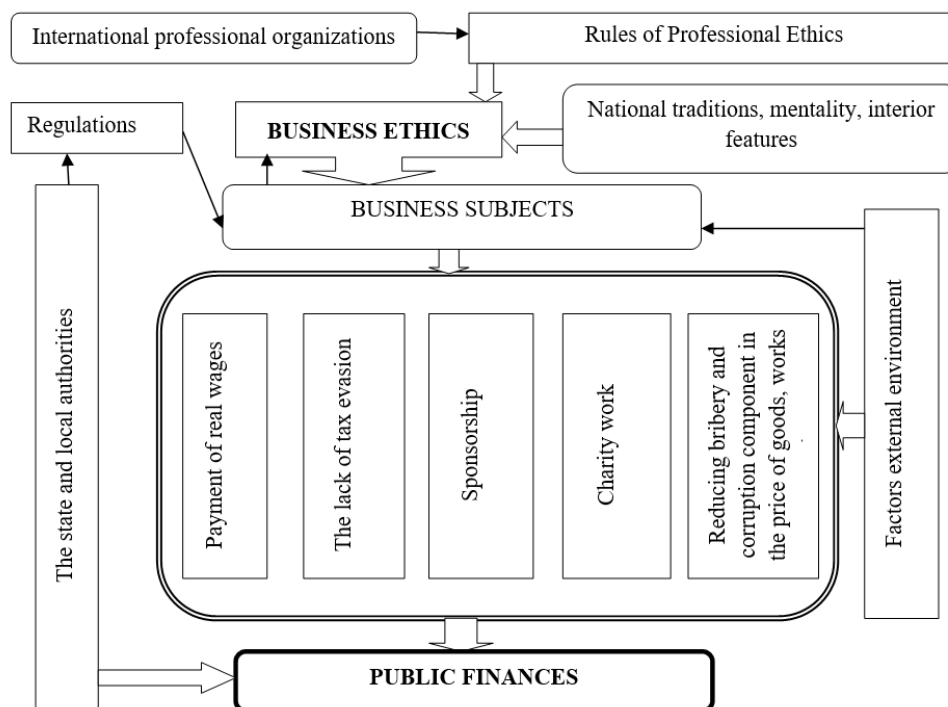 International professional organizations
Rules of Professional Ethics
Regulations
BUSINESS ETHICS
National traditions, mentality, interior
features
BUSINESS SUBJECTS
The state and local authorities
Payment of real wages
The lack of tax evasion
Sponsorship
Charity work
Reducing bribery and
corruption component in
the price of goods, works
Factors external environment
PUBLIC FINANCES